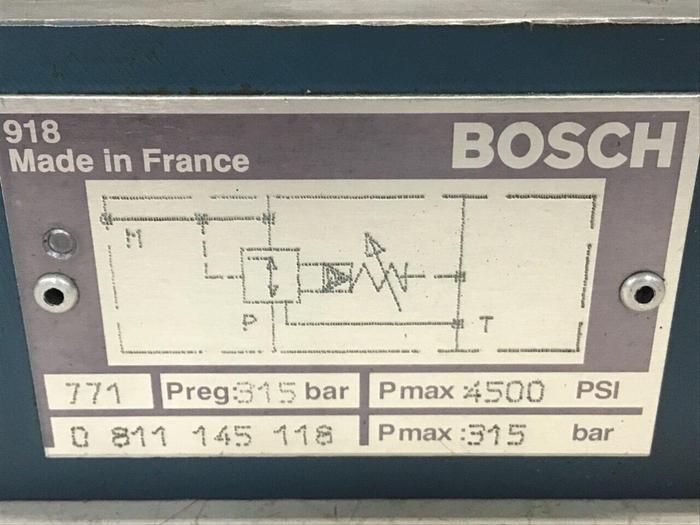 918
Made in France
BOSCH
M
P
T
771
Preg:315 bar
Pmax:4500 PSI
0 811 145 118
Pmax:315 bar